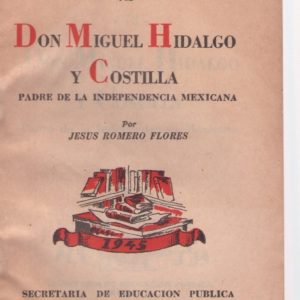 DON MIGUEL HIDALGO
Y COSTILLA
PADRE DE LA INDEPENDENCIA MEXICANA
Por
JESUS ROMERO FLORES
1945
SECRETARIA DE EDUCACION PUBLICA